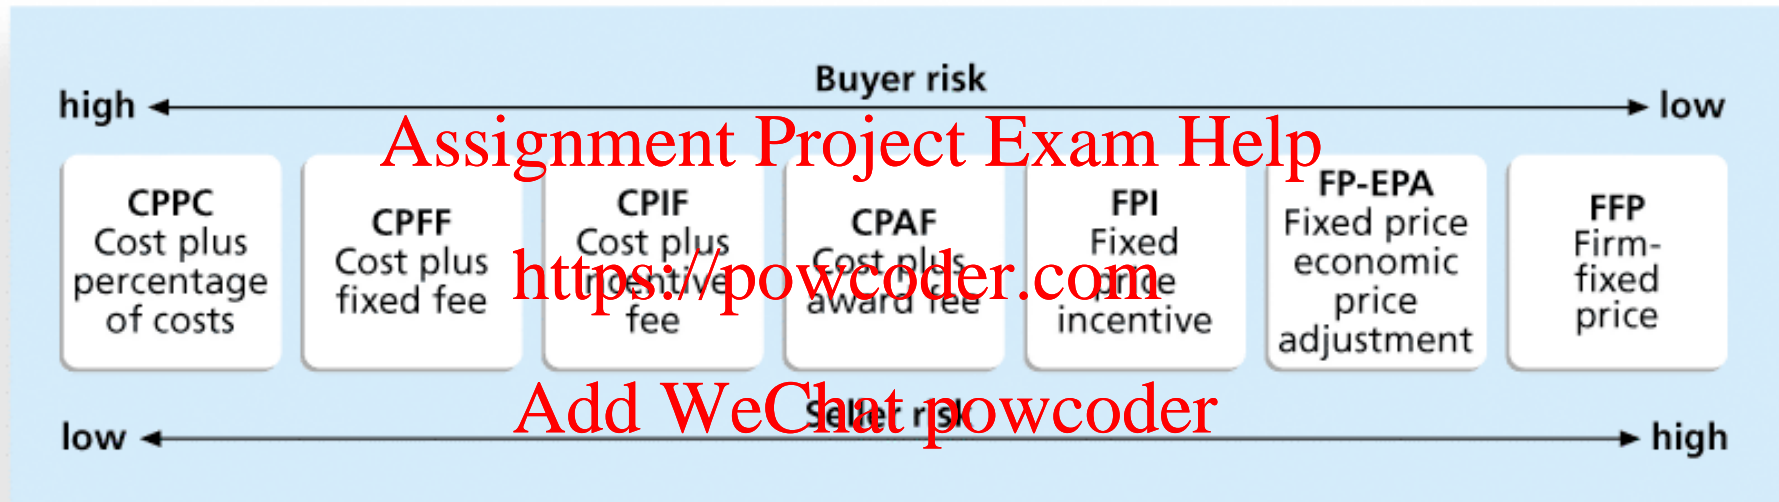 Buyer risk
high
low
Assignment Project Exam Help
CPPC
Cost plus
percentage
of costs
CPFF
Cost plus
fixed fee
CPIF
Cost plus
incentive
fee
CPAF
Cost plus
award fee
FPI
Fixed
price
incentive
FP-EPA
Fixed price
economic
price
adjustment
FFP
Firm-
fixed
price
https://powcoder.com
Add WeChat powcoder
Seller risk
low
high